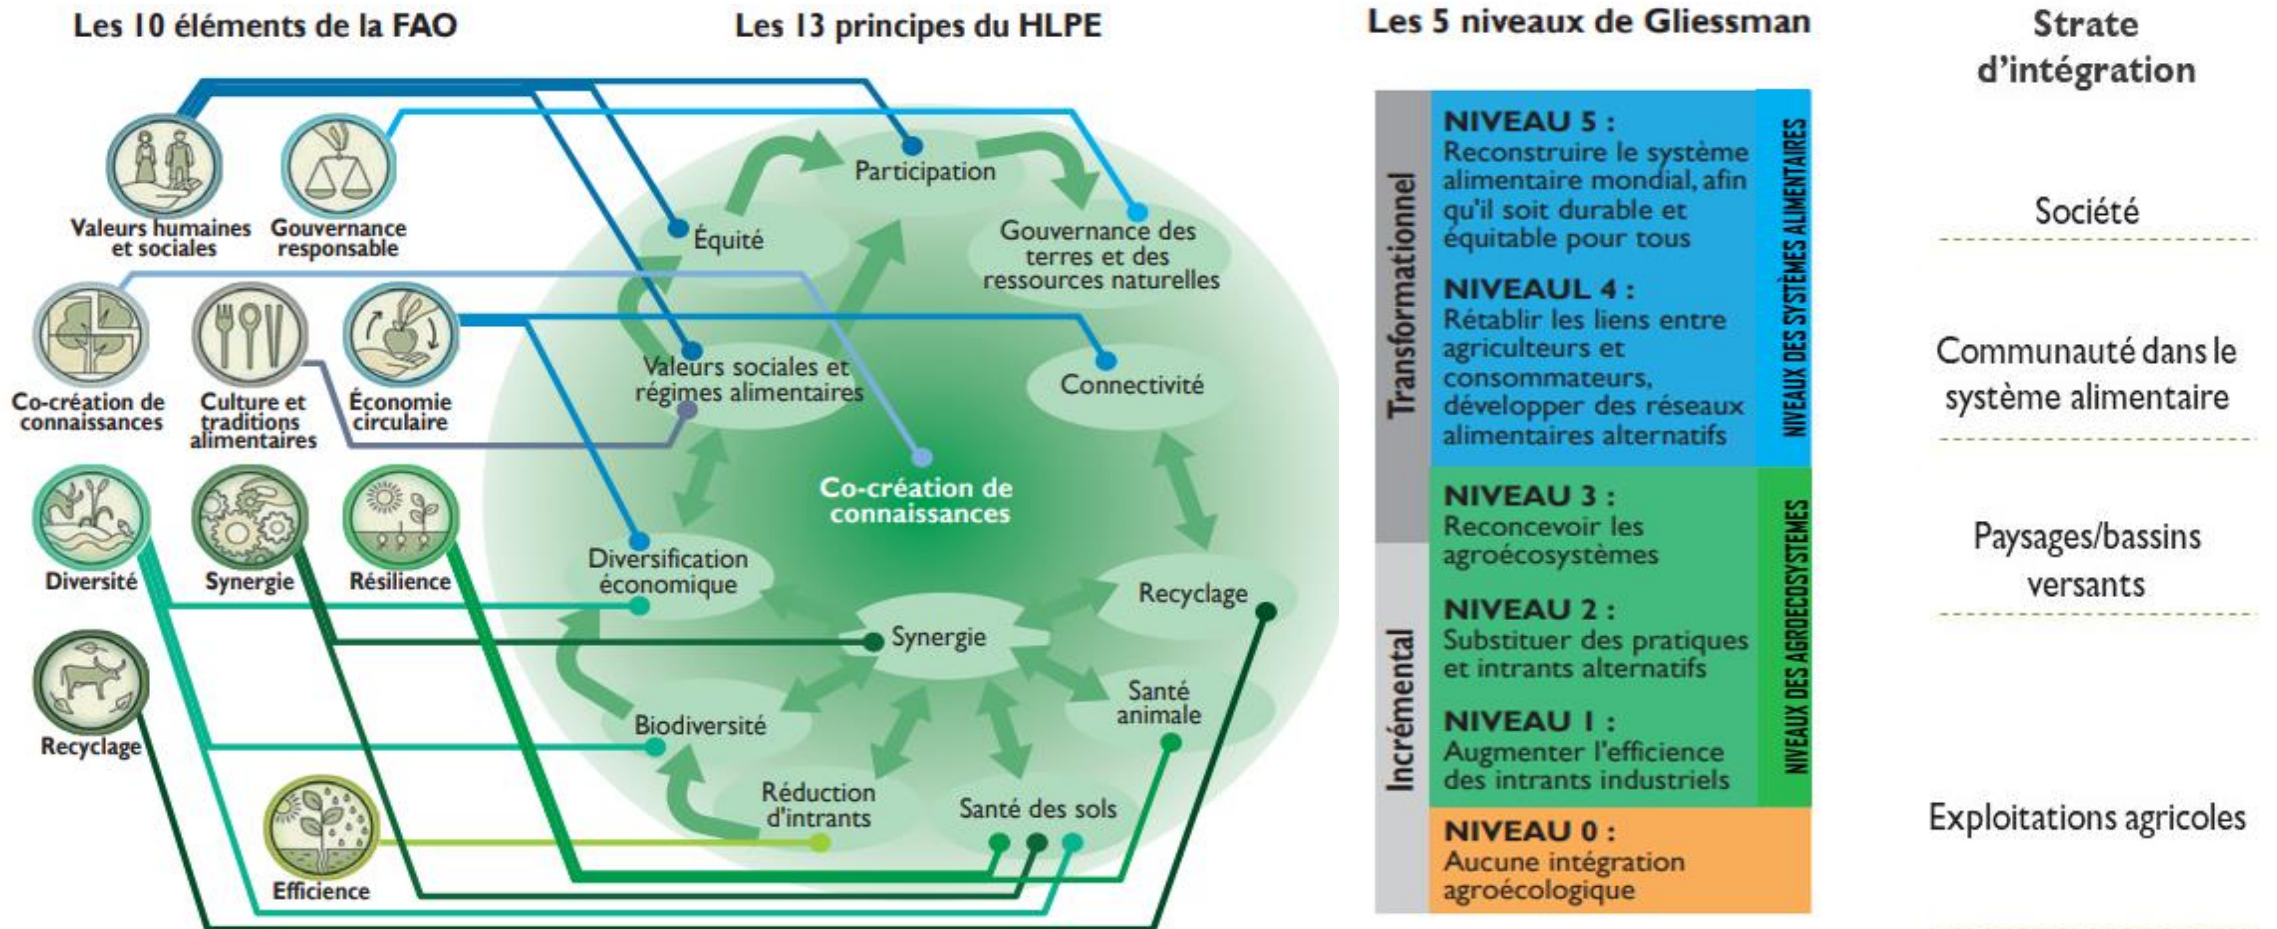 Les 10 éléments de la FAO
Valeurs humaines
et sociales
Gouvernance
responsable
Co-création de
connaissances
Culture et
traditions
alimentaires
Économie
circulaire
Diversité
Synergie
Résilience
Recyclage
Efficience
Les 13 principes du HLPE
Participation
Équité
Gouvernance des
terres et des
ressources naturelles
Valeurs sociales et
régimes alimentaires
Connectivité
Co-création de
connaissances
Diversification
économique
Recyclage
Synergie
Santé
animale
Biodiversité
Réduction
d'intrants
Santé des sols
Les 5 niveaux de Gliessman
Transformationnel
Incrémental
NIVEAU 5 :
Reconstruire le système
alimentaire mondial, afin
qu'il soit durable et
équitable pour tous
NIVEAUL 4 :
Rétablir les liens entre
agriculteurs et
consommateurs,
développer des réseaux
alimentaires alternatifs
NIVEAU 3 :
Reconcevoir les
agroécosystèmes
NIVEAU 2 :
Substituer des pratiques
et intrants alternatifs
NIVEAU 1 :
Augmenter l'efficience
des intrants industriels
NIVEAU 0 :
Aucune intégration
agroécologique
NIVEAUX DES SYSTÈMES ALIMENTAIRES
NIVEAUX DES AGROECOSYSTEMES
Strate
d'intégration
Société
Communauté dans le
système alimentaire
Paysages/bassins
versants
Exploitations agricoles